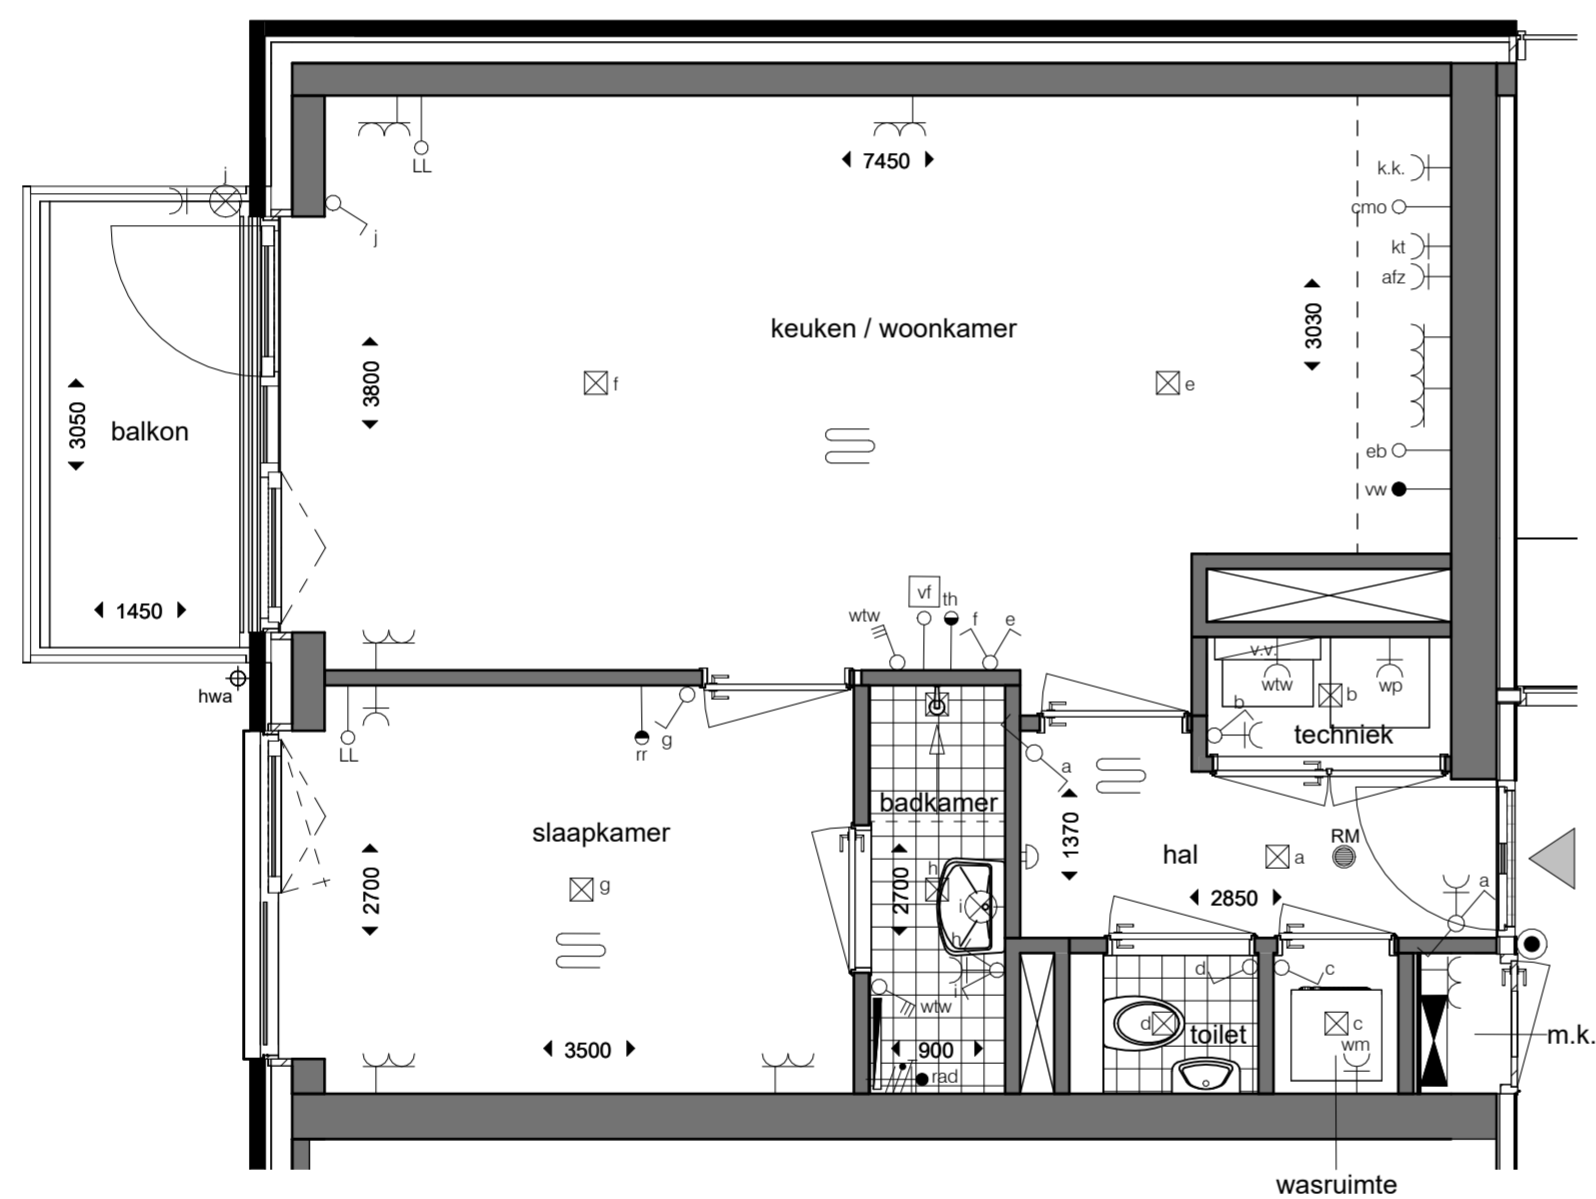 j
LL
7450
k.k.
cmo
kt
afz
j
keuken / woonkamer
3030
3800
f
e
3050
balkon
eb
vw
1450
vf
th
wtw
f
e
hwa
v.v.
wtw
b
wp
b
techniek
LL
rr
g
a
badkamer
slaapkamer
1370
RM
hal
a
2700
g
2700
h
i
2850
a
h
i
d
c
wtw
d
toilet
c
wm
m.k.
3500
900
rad
wasruimte